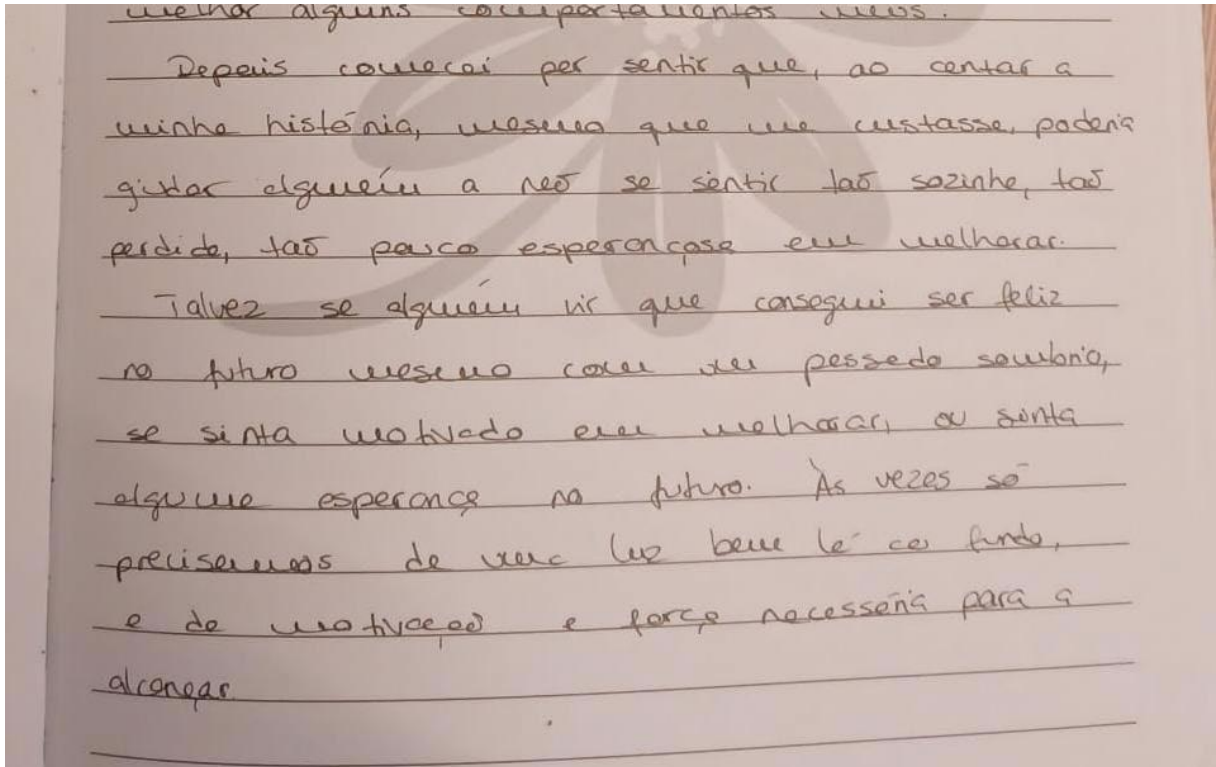 melhor alguns comportamentos meus.
Depois comecei por sentir que, ao contar a
minha história, mesmo que me custasse, poderia
ajudar alguém a não se sentir tão sozinho, tão
perdido, tão pouco esperançoso em melhorar.
Talvez se alguém vir que consegui ser feliz
no futuro mesmo com um passado sombrio,
se sinta motivado em melhorar, ou sinta
alguma esperança no futuro. Às vezes só
precisamos de uma luz bem lá ao fundo,
e de motivação e força necessária para a
alcançar